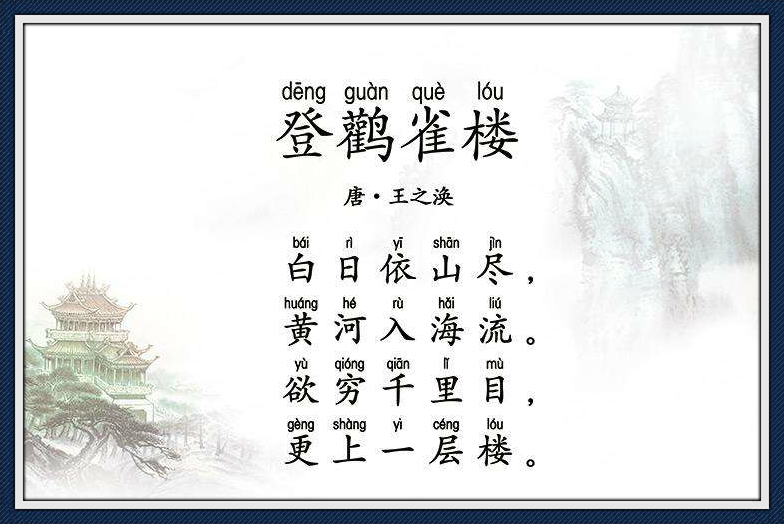 dēng guàn què lóu
登鹳雀楼
唐·王之涣
bái rì yī shān jìn
白日依山尽，
huáng hé rù hǎi liú
黄河入海流。
yù qióng qiān lǐ mù
欲穷千里目，
gèng shàng yì céng lóu
更上一层楼。